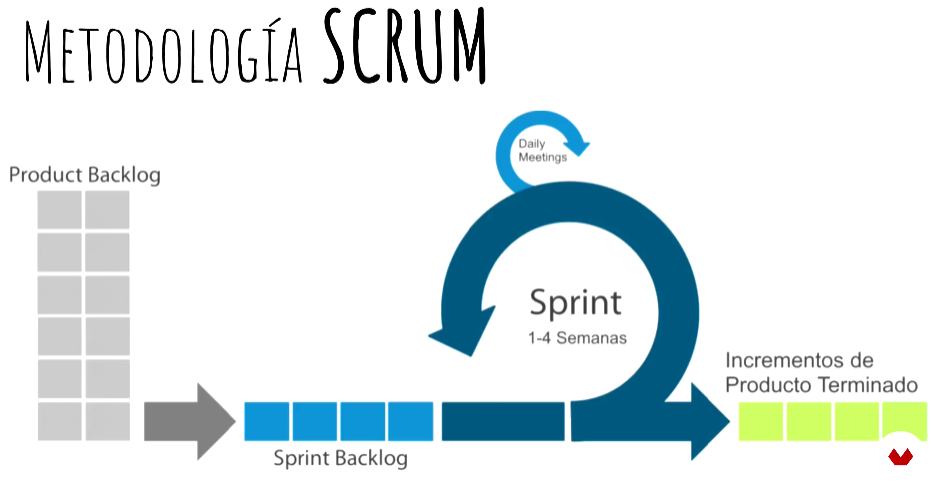 METODOLOGÍA SCRUM
Daily
Meetings
Product Backlog
Sprint
1-4 Semanas
Incrementos de
Producto Terminado
Sprint Backlog